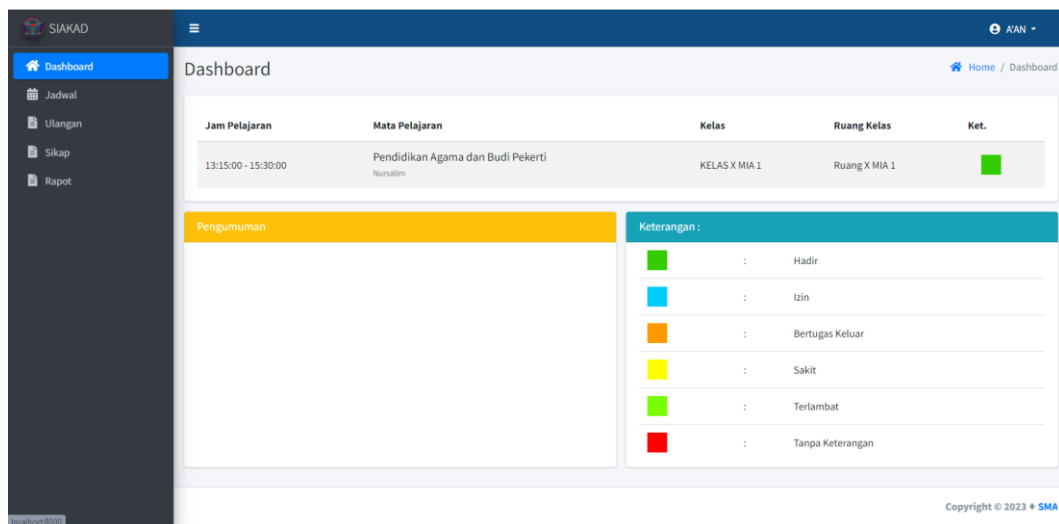 SIAKAD
A'AN
Dashboard
Jadwal
Ulangan
Sikap
Rapot
Dashboard
Home / Dashboard
Jam Pelajaran Mata Pelajaran Kelas Ruang Kelas Ket.
13:15:00 - 15:30:00 Pendidikan Agama dan Budi Pekerti KELAS X MIA 1 Ruang X MIA 1
Nursalim
Pengumuman
Keterangan :
: Hadir
: Izin
: Bertugas Keluar
: Sakit
: Terlambat
: Tanpa Keterangan
Copyright © 2023 ♦ SMA
localhost:8000